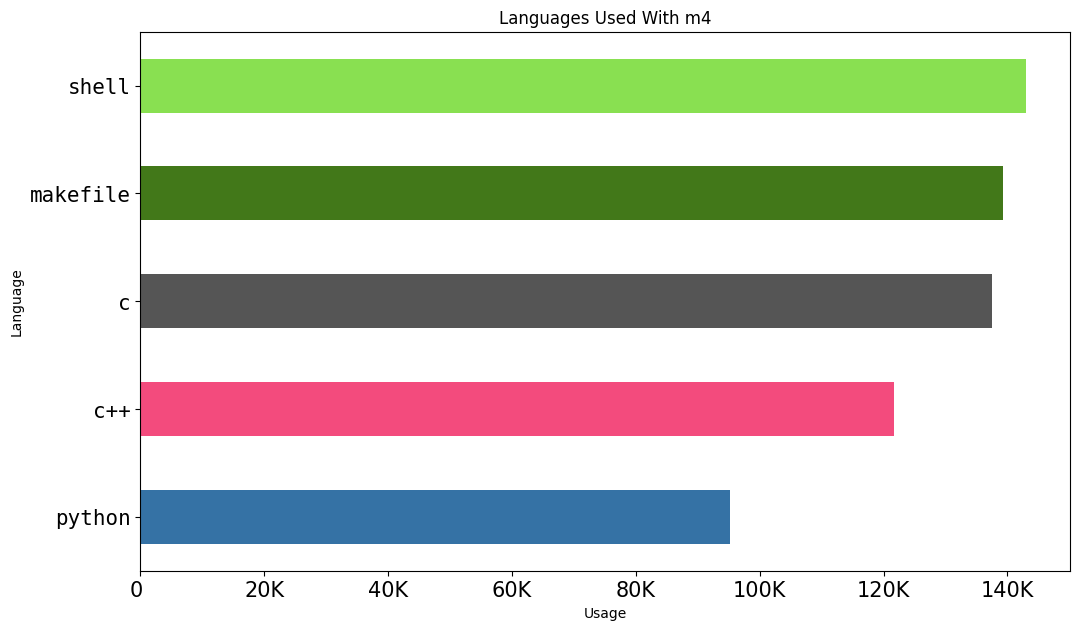 Languages Used With m4
shell
makefile
c
c++
python
Language
0 20K 40K 60K 80K 100K 120K 140K
Usage